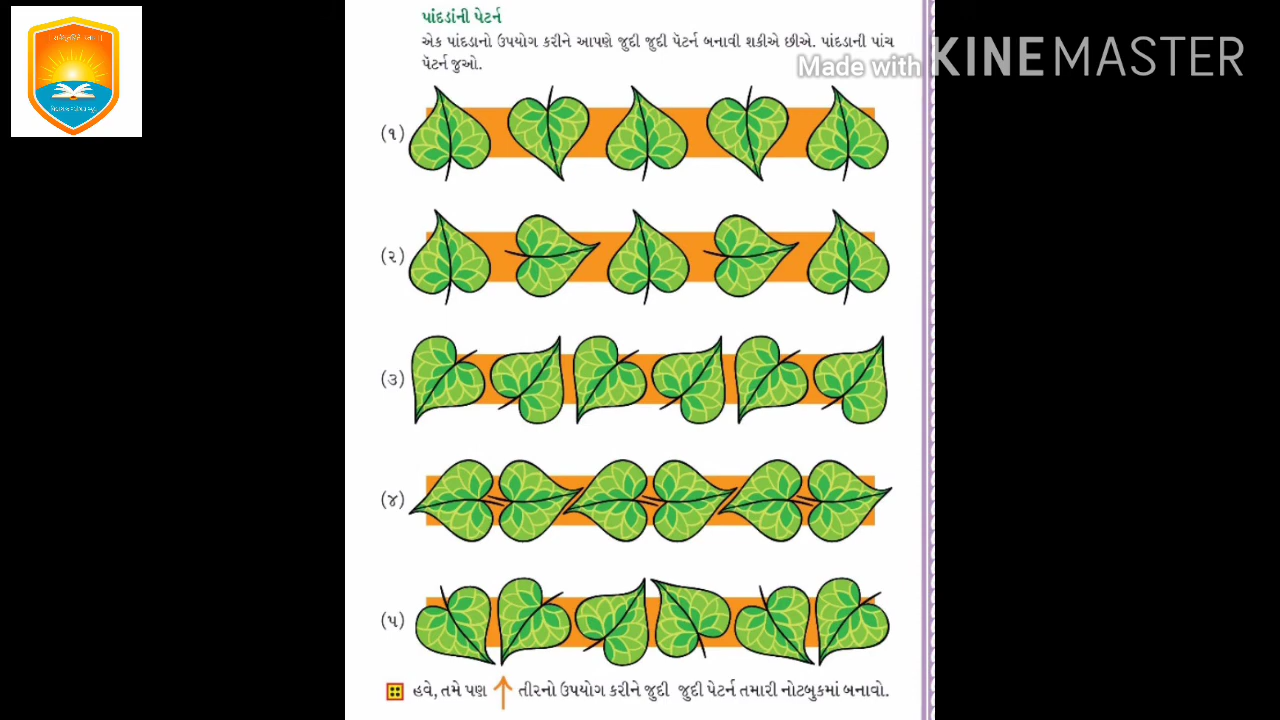 પાંદડાંની પેટર્ન
એક પાંદડાનો ઉપયોગ કરીને આપણે જુદી જુદી પેટર્ન બનાવી શકીએ છીએ. પાંદડાની પાંચ
પેટર્ન જુઓ.
Made with KINEMASTER
(૧)
(૨)
(૩)
(૪)
(૫)
હવે, તમે પણ તીરનો ઉપયોગ કરીને જુદી જુદી પેટર્ન તમારી નોટબુકમાં બનાવો.